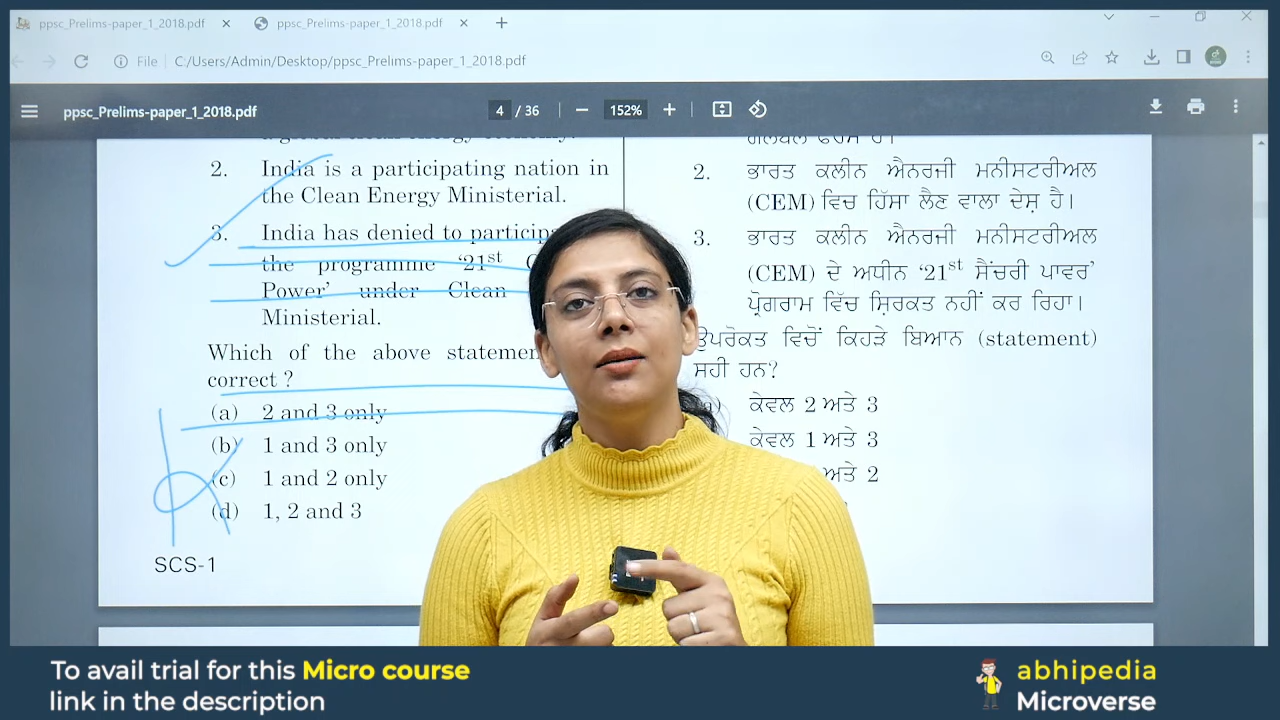 ppsc_Prelims-paper_1_2018.pdf
ppsc_Prelims-paper_1_2018.pdf
File
C:/Users/Admin/Desktop/ppsc_Prelims-paper_1_2018.pdf
ppsc_Prelims-paper_1_2018.pdf
4 / 36
152%
a global clean energy economy.
2. India is a participating nation in
the Clean Energy Ministerial.
3. India has denied to particip
the programme ‘21st
Power’ under Clean
Ministerial.
Which of the above statemen
correct ?
(a) 2 and 3 only
(b) 1 and 3 only
(c) 1 and 2 only
(d) 1, 2 and 3
SCS-1
2. ਭਾਰਤ ਕਲੀਨ ਐਨਰਜੀ ਮਨੀਸਟਰੀਅਲ
(CEM) ਵਿਚ ਹਿੱਸਾ ਲੈਣ ਵਾਲਾ ਦੇਸ਼ ਹੈ।
3. ਭਾਰਤ ਕਲੀਨ ਐਨਰਜੀ ਮਨੀਸਟਰੀਅਲ
(CEM) ਦੇ ਅਧੀਨ ‘21st ਸੈਂਚਰੀ ਪਾਵਰ’
ਪ੍ਰੋਗਰਾਮ ਵਿੱਚ ਸ਼ਿਰਕਤ ਨਹੀਂ ਕਰ ਰਿਹਾ।
ਉਪਰੋਕਤ ਵਿਚੋਂ ਕਿਹੜੇ ਬਿਆਨ (statement)
ਸਹੀ ਹਨ?
ਕੇਵਲ 2 ਅਤੇ 3
ਕੇਵਲ 1 ਅਤੇ 3
ਅਤੇ 2
To avail trial for this Micro course
link in the description
abhipedia
Microverse